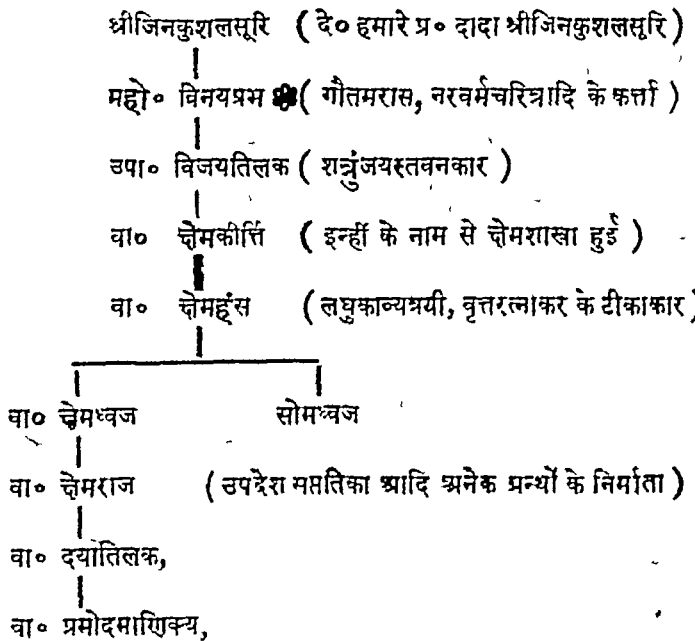 श्रीजिनकुशलसूरि ( दे० हमारे प्र० दादा श्रीजिनकुशलसूरि)
महो० विनयप्रभ ( गौतमरास, नरवर्मचरित्रादि के कर्त्ता )
उपा० विजयतिलक ( शत्रुंजयस्तवनकार )
वा० क्षेमकीर्त्ति ( इन्हीं के नाम से क्षेमशाखा हुई )
वा० क्षेमहंस ( लघुकाव्यत्रयी, वृत्तरत्नाकर के टीकाकार)
वा० क्षेमध्वज सोमध्वज
वा० क्षेमराज ( उपदेश मप्ततिका आदि अनेक ग्रन्थों के निर्माता )
वा० दयातिलक,
वा० प्रमोदमाणिक्य,